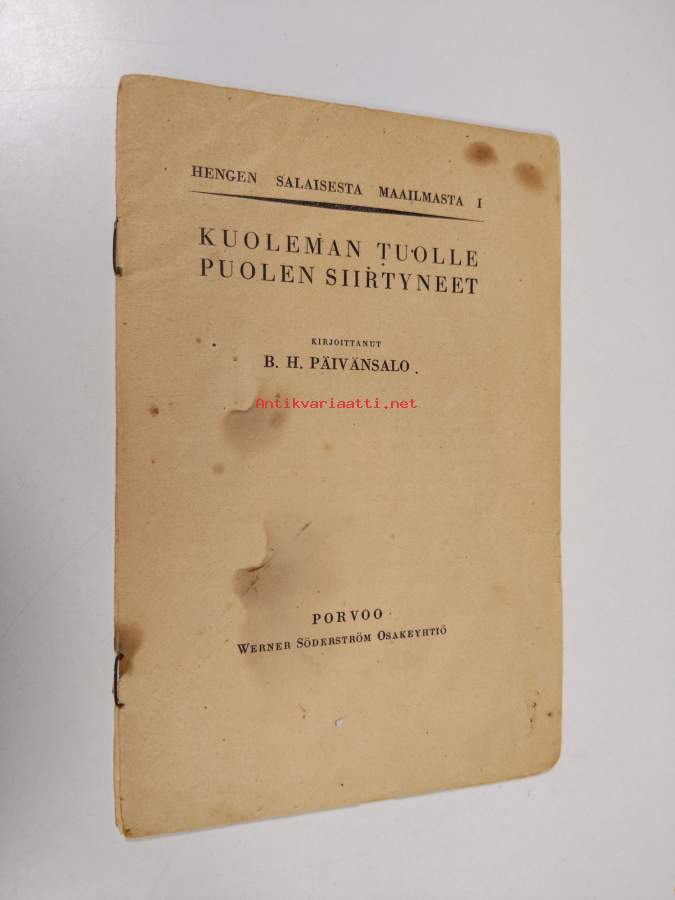 HENGEN SALAISESTA MAAILMASTA I
KUOLEMAN TUOLLE
PUOLEN SIIRTYNEET
KIRJOITTANUT
B. H. PÄIVÄNSALO
Antikvariaatti.net
PORVOO
WERNER SÖDERSTRÖM OSAKEYHTIÖ